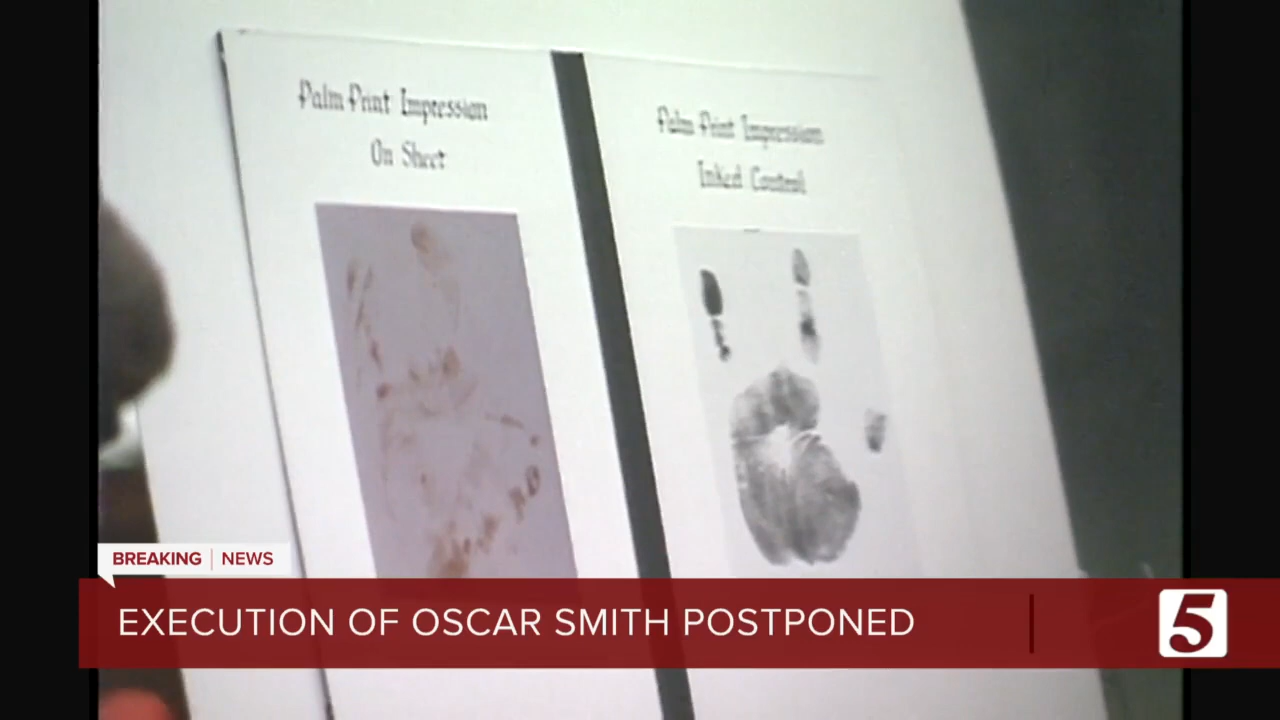 Palm Print Impression
On Sheet
Palm Print Impression
Inked Control
BREAKING | NEWS
EXECUTION OF OSCAR SMITH POSTPONED
5